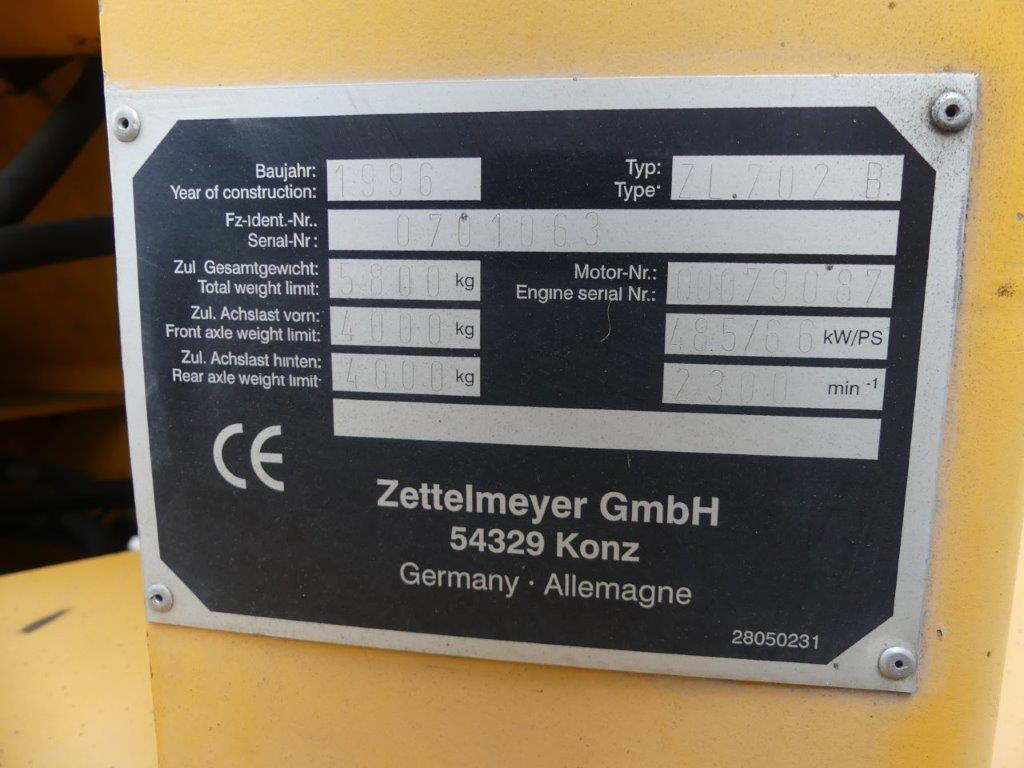 Baujahr: 1996 Typ: ZL.702 B
Year of construction: Type:
Fz-Ident.-Nr.. 0701063
Serial-Nr:
Zul Gesamtgewicht: 5800 kg Motor-Nr.: 00079087
Total weight limit: Engine serial Nr.:
Zul. Achslast vorn: 4000 kg 48.5/66 kW/PS
Front axle weight limit:
Zul. Achslast hinten: 4000 kg 2300 min -1
Rear axle weight limit
CE
Zettelmeyer GmbH
54329 Konz
Germany · Allemagne
28050231